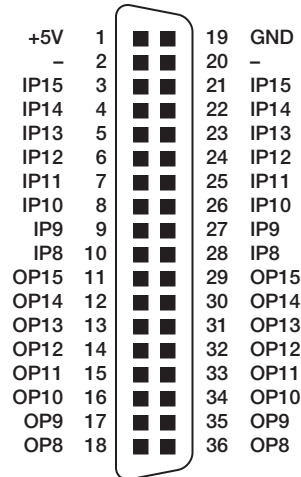 +5V 1 19 GND
– 2 20 –
IP15 3 21 IP15
IP14 4 22 IP14
IP13 5 23 IP13
IP12 6 24 IP12
IP11 7 25 IP11
IP10 8 26 IP10
IP9 9 27 IP9
IP8 10 28 IP8
OP15 11 29 OP15
OP14 12 30 OP14
OP13 13 31 OP13
OP12 14 32 OP12
OP11 15 33 OP11
OP10 16 34 OP10
OP9 17 35 OP9
OP8 18 36 OP8